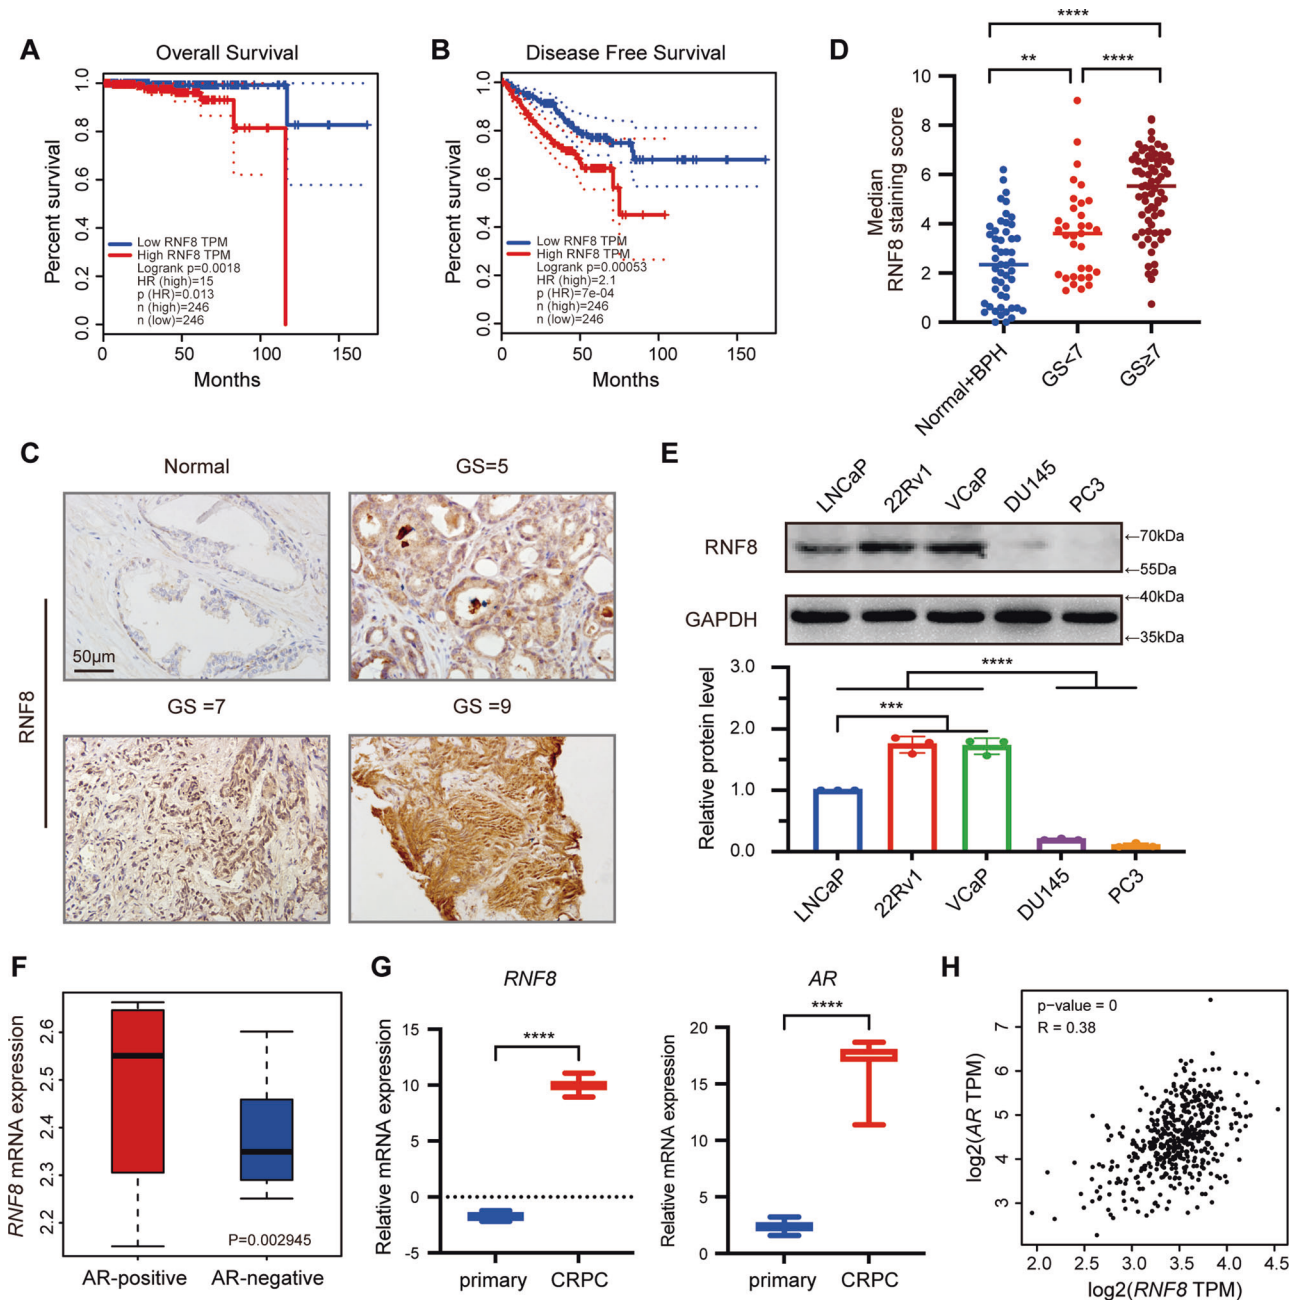 A
Overall Survival
Percent survival
1.0
0.8
0.6
0.4
0.2
0.0
Low RNF8 TPM
High RNF8 TPM
Logrank p=0.0018
HR (high)=15
p (HR)=0.013
n (high)=246
n (low)=246
0 50 100 150
Months
B
Disease Free Survival
Percent survival
1.0
0.8
0.6
0.4
0.2
0.0
Low RNF8 TPM
High RNF8 TPM
Logrank p=0.00053
HR (high)=2.1
p (HR)=7e-04
n (high)=246
n (low)=246
0 50 100 150
Months
D
****
** ****
Median
RNF8 staining score
10
8
6
4
2
0
Normal+BPH
GS<7
GS≥7
C
RNF8
Normal
50μm
GS=5
GS =7
GS =9
E
LNCaP 22Rv1 VCaP DU145 PC3
RNF8
←70kDa
←55Da
GAPDH
←40kDa
←35kDa
Relative protein level
3.0
2.0
1.0
0.0
****
***
LNCaP 22Rv1 VCaP DU145 PC3
F
RNF8 mRNA expression
2.6
2.5
2.4
2.3
2.2
P=0.002945
AR-positive AR-negative
G
RNF8
Relative mRNA expression
15
10
5
0
-5
****
primary CRPC
AR
Relative mRNA expression
20
15
10
5
0
****
primary CRPC
H
p-value = 0
R = 0.38
log2(AR TPM)
7
6
5
4
3
2.0 2.5 3.0 3.5 4.0 4.5
log2(RNF8 TPM)